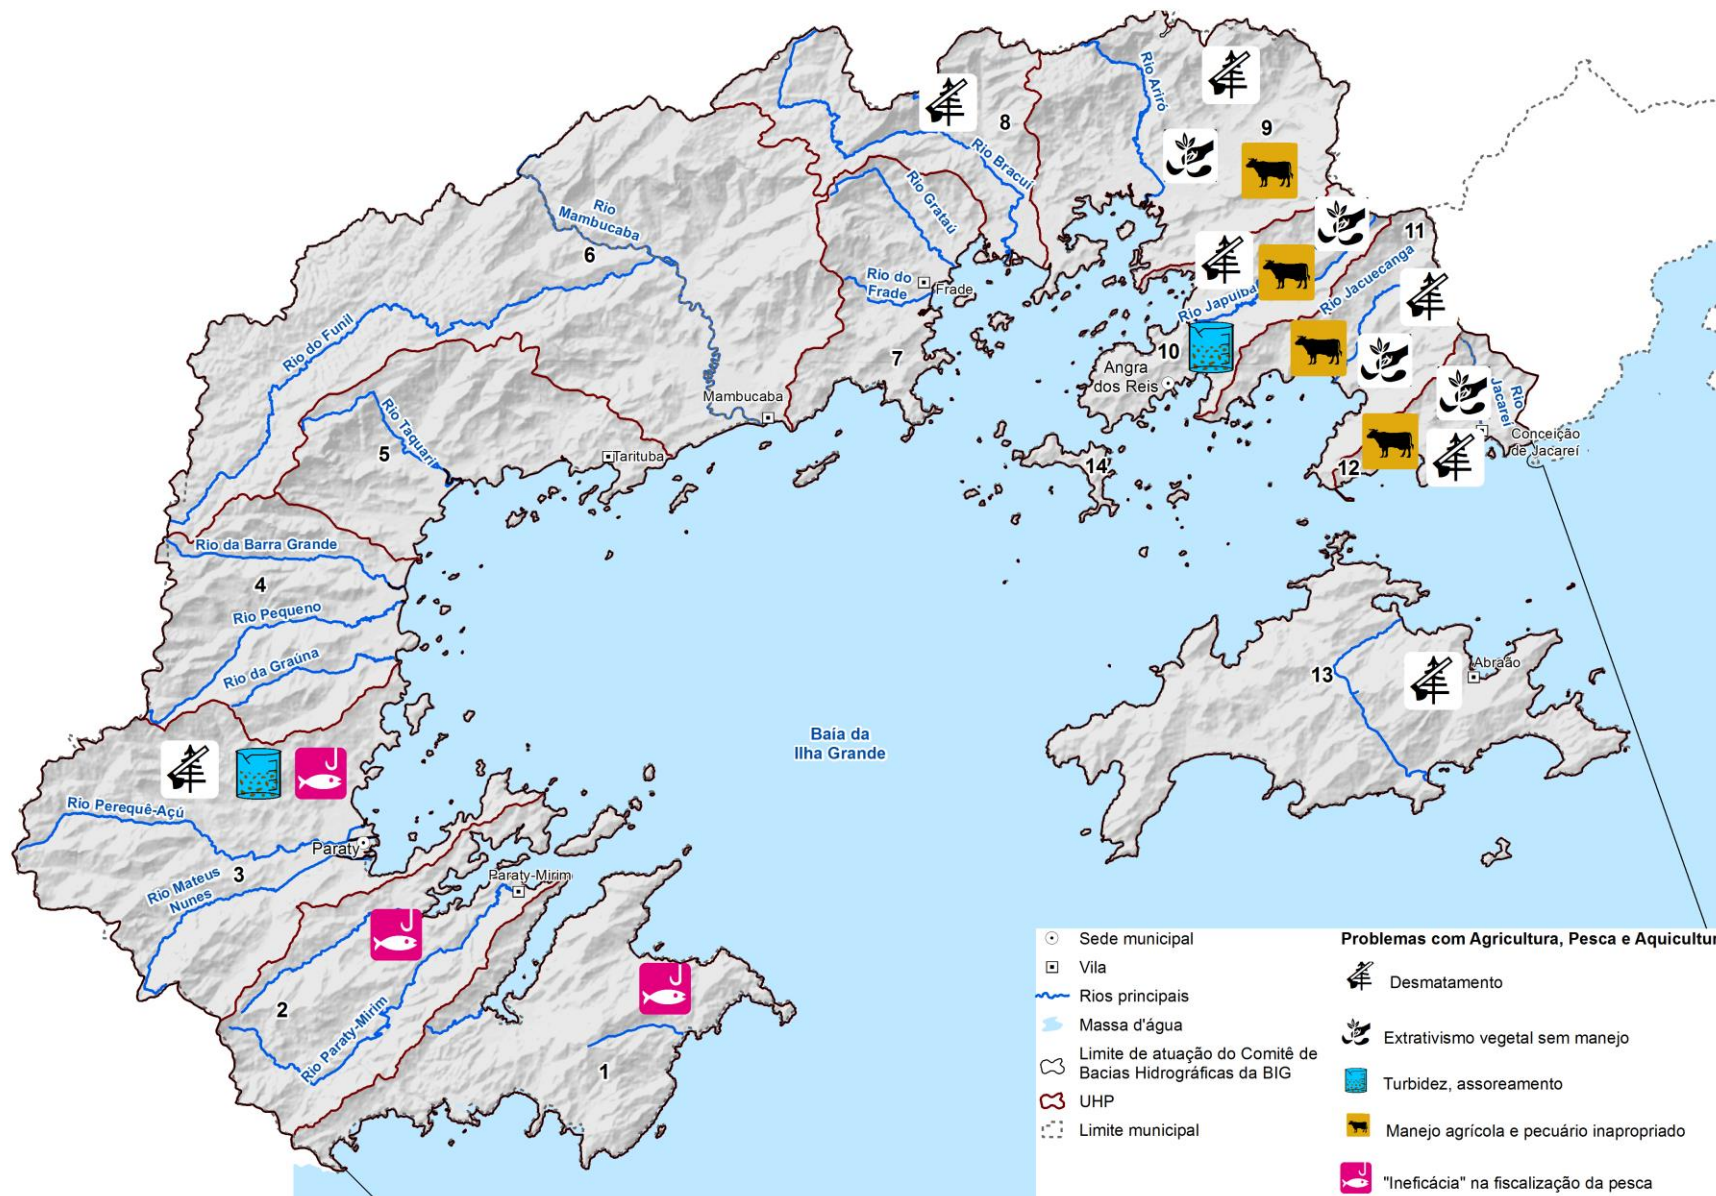 Rio Ariró
9
8
Rio Bracuí
Rio Grataú
Rio
Mambucaba
6
11
Rio do
Frade
Frade
Rio Jacuecanga
Rio Japuíba
Rio do Funil
7
10
Angra
dos Reis
Mambucaba
Rio
Jacareí
Conceição
de Jacareí
Rio Taquari
5
Tarituba
14
12
Rio da Barra Grande
4
Rio Pequeno
Rio da Graúna
13
Abraão
Baía da
Ilha Grande
Rio Perequê-Açú
Paraty
3
Rio Mateus
Nunes
Paraty-Mirim
2
Rio Paraty-Mirim
1
Sede municipal
Vila
Rios principais
Massa d'água
Limite de atuação do Comitê de
Bacias Hidrográficas da BIG
UHP
Limite municipal
Problemas com Agricultura, Pesca e Aquicultur
Desmatamento
Extrativismo vegetal sem manejo
Turbidez, assoreamento
Manejo agrícola e pecuário inapropriado
"Ineficácia" na fiscalização da pesca